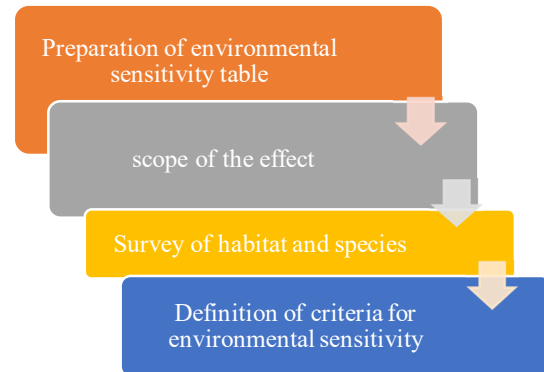 Preparation of environmental
sensitivity table
scope of the effect
Survey of habitat and species
Definition of criteria for
environmental sensitivity